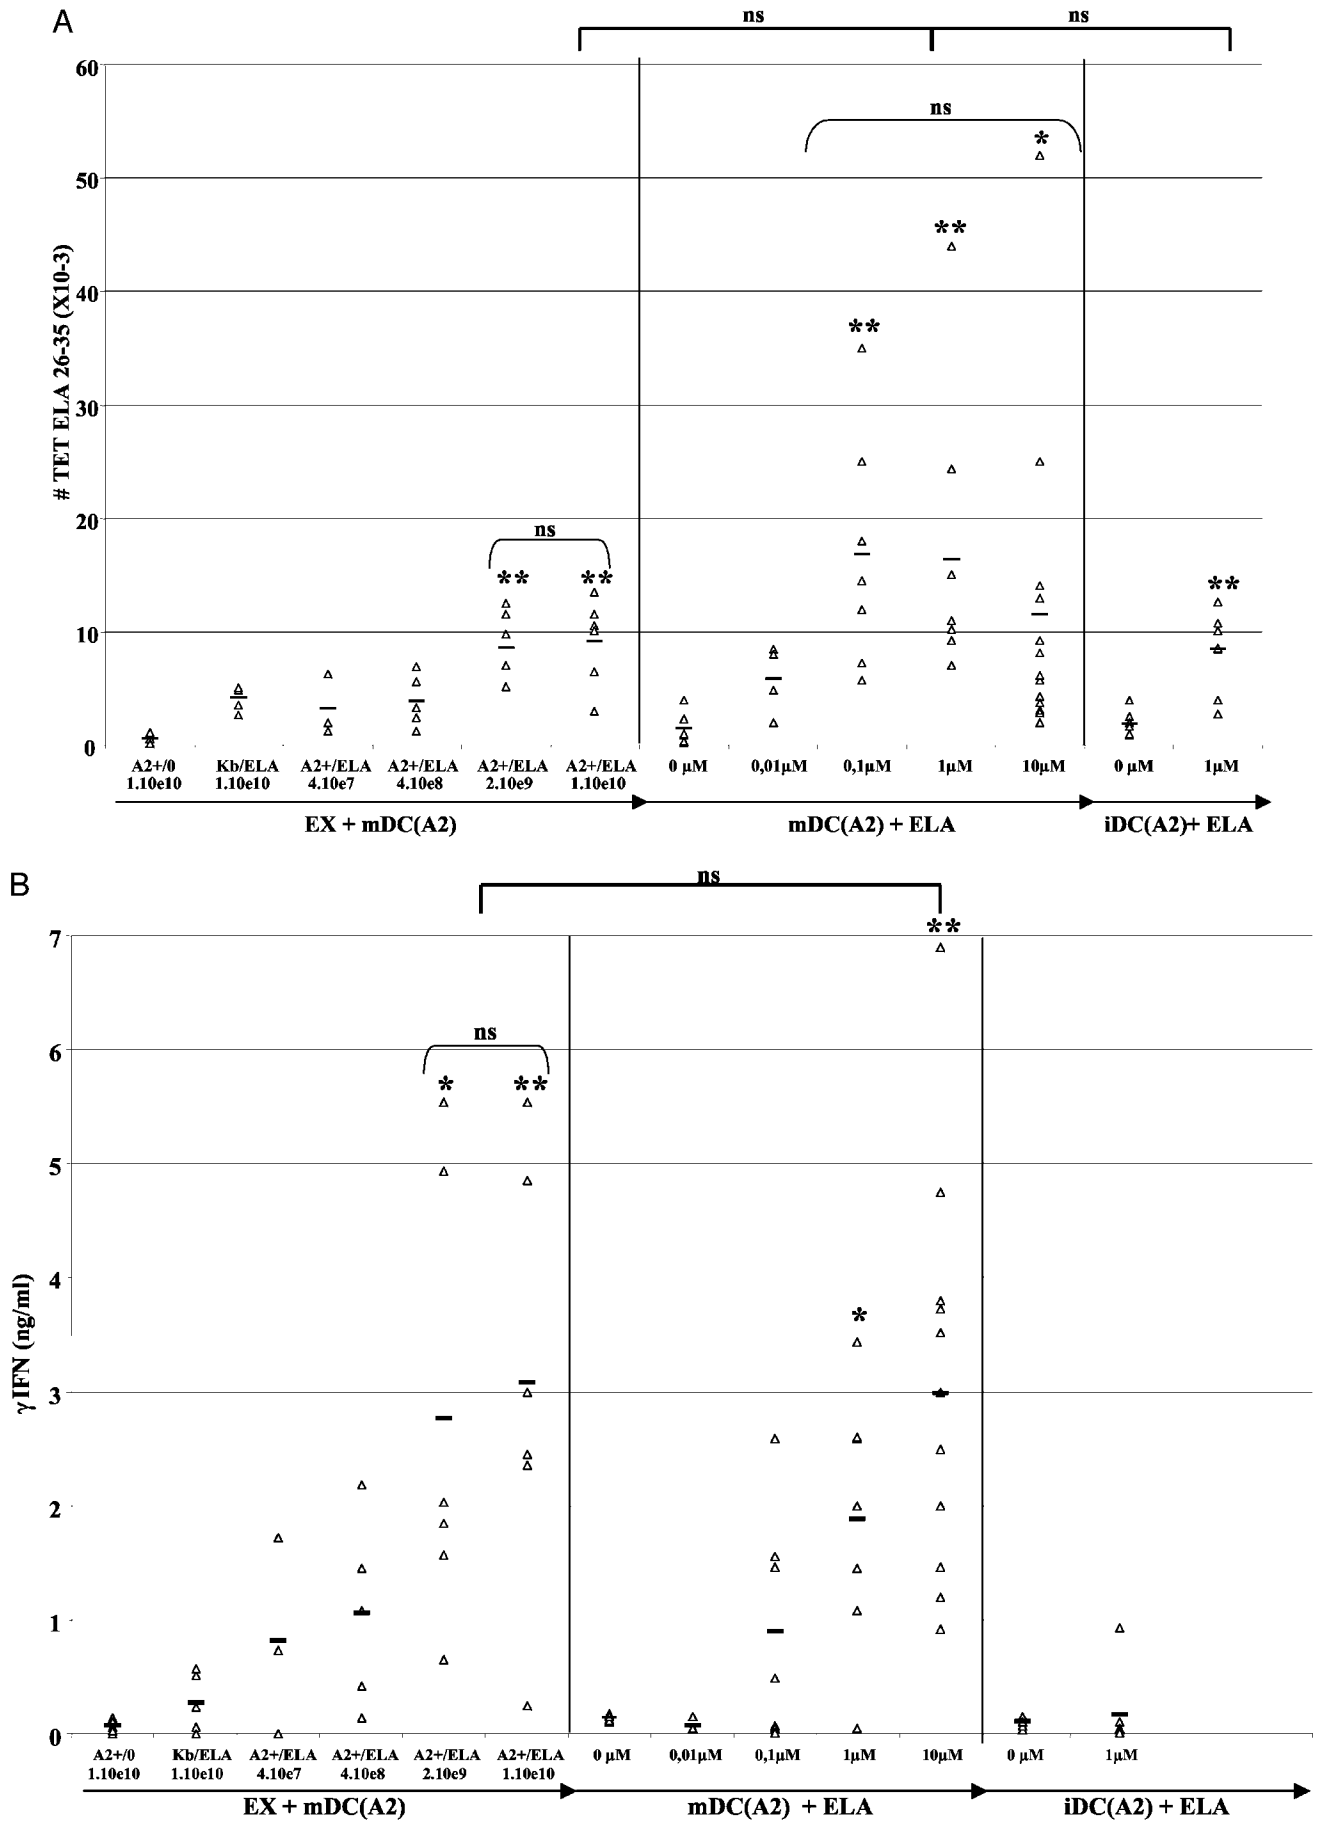 A
ns
ns
60
ns
*
50
**
40
**
30
20
ns
** **
**
10
0
# TET ELA 26-35 (X10-3)
A2+/0 Kb/ELA A2+/ELA A2+/ELA A2+/ELA A2+/ELA 0 µM 0,01µM 0,1µM 1µM 10µM 0 µM 1µM
1.10e10 1.10e10 4.10e7 4.10e8 2.10e9 1.10e10
EX + mDC(A2) mDC(A2) + ELA iDC(A2)+ ELA
B
ns
**
7
ns
6
* **
5
4
*
3
2
1
0
γIFN (ng/ml)
A2+/0 Kb/ELA A2+/ELA A2+/ELA A2+/ELA A2+/ELA 0 µM 0,01µM 0,1µM 1µM 10µM 0 µM 1µM
1.10e10 1.10e10 4.10e7 4.10e8 2.10e9 1.10e10
EX + mDC(A2) mDC(A2) + ELA iDC(A2) + ELA